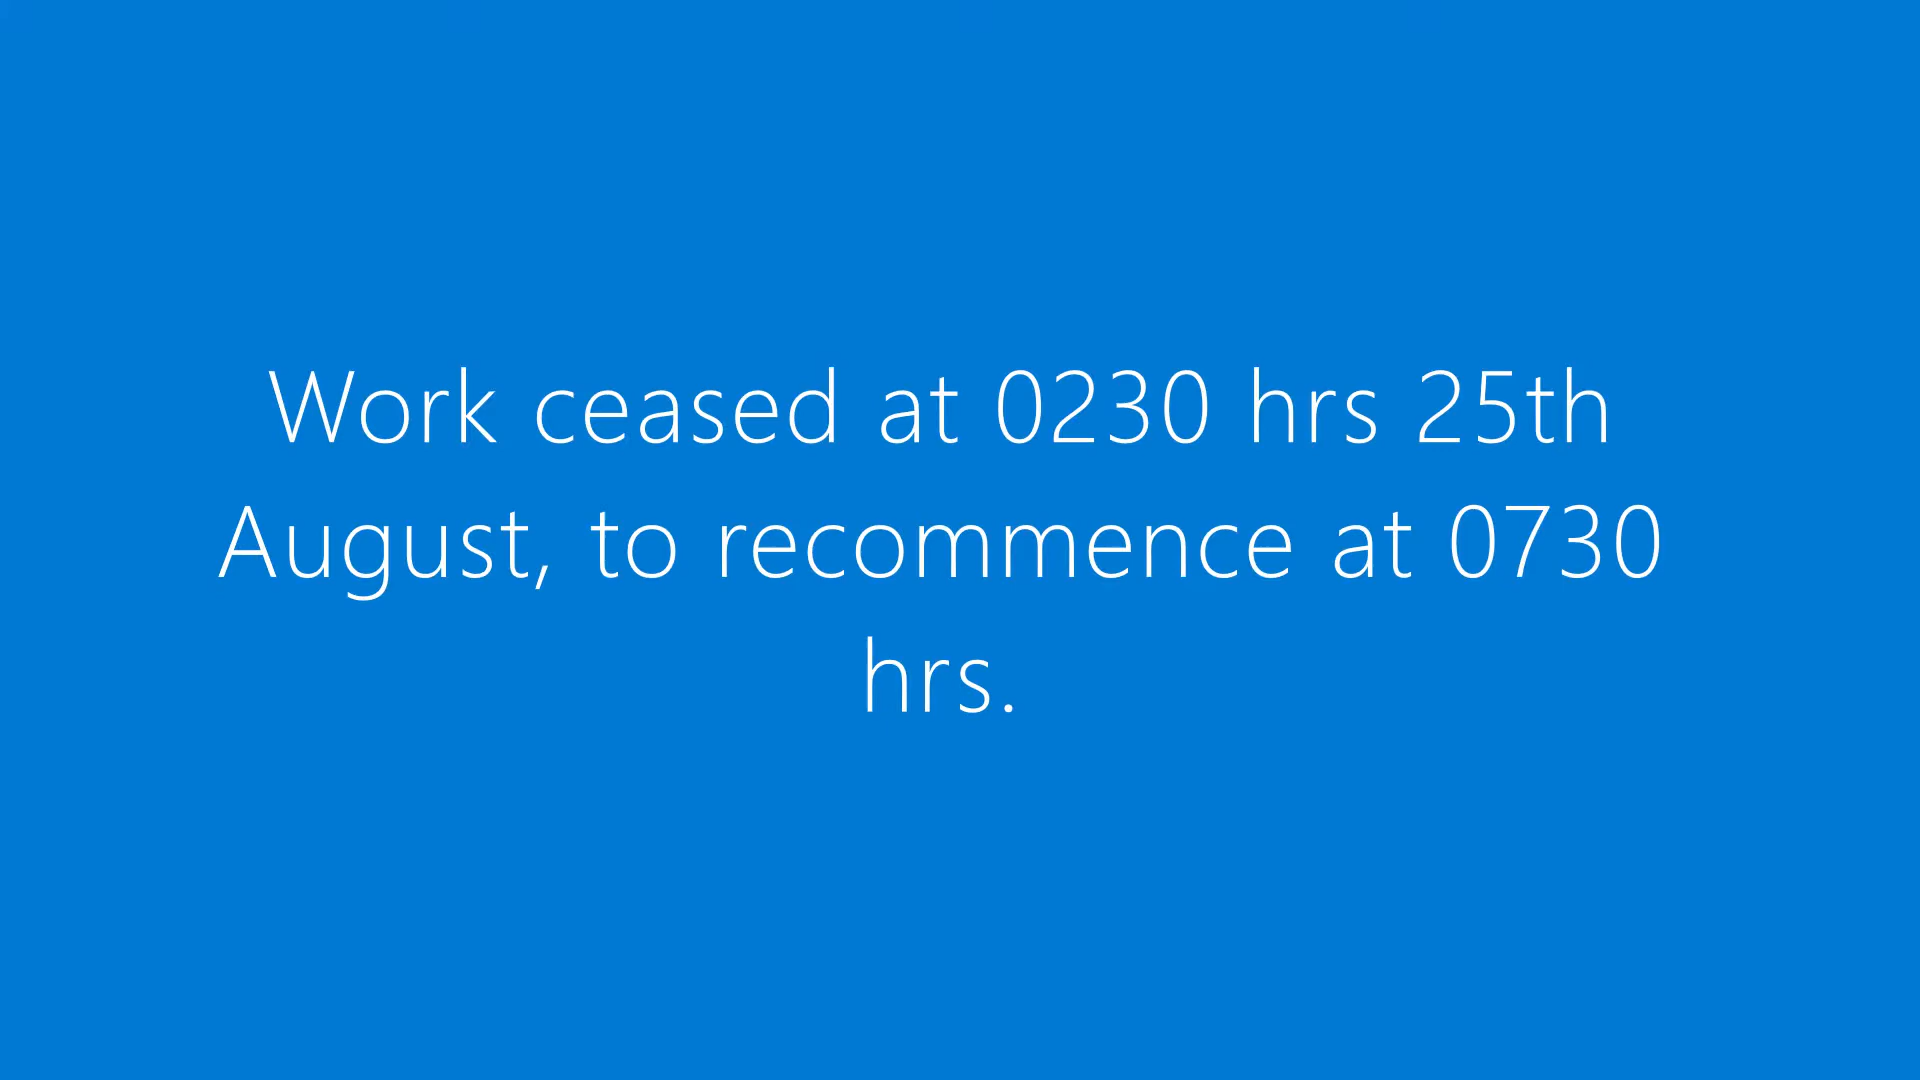 Work ceased at 0230 hrs 25th
August, to recommence at 0730
hrs.